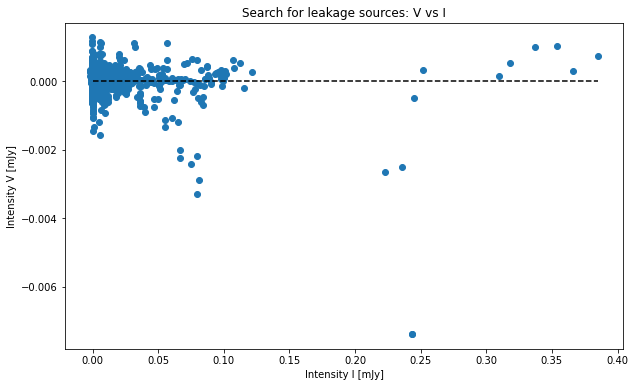 Search for leakage sources: V vs I
Intensity V [mJy]
0.000
−0.002
−0.004
−0.006
0.00 0.05 0.10 0.15 0.20 0.25 0.30 0.35 0.40
Intensity I [mJy]